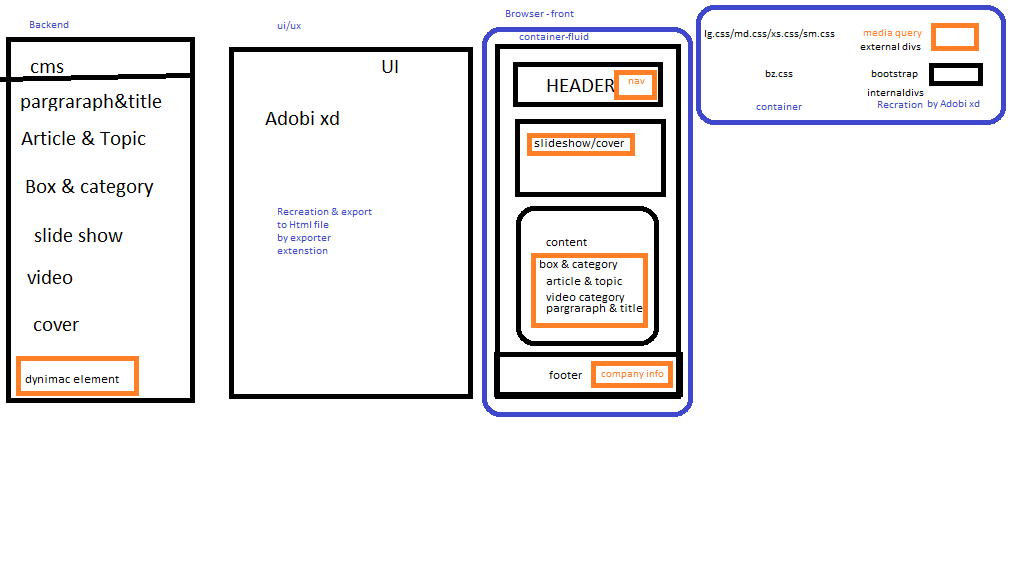 Backend
cms
pargraraph&title
Article & Topic
Box & category
slide show
video
cover
dynimac element
ui/ux
UI
Adobi xd
Recreation & export
to Html file
by exporter
extenstion
Browser - front
container-fluid
HEADER nav
slideshow/cover
content
box & category
article & topic
video category
pargraraph & title
footer company info
lg.css/md.css/xs.css/sm.css media query
external divs
bz.css bootstrap
internaldivs
container Recration by Adobi xd